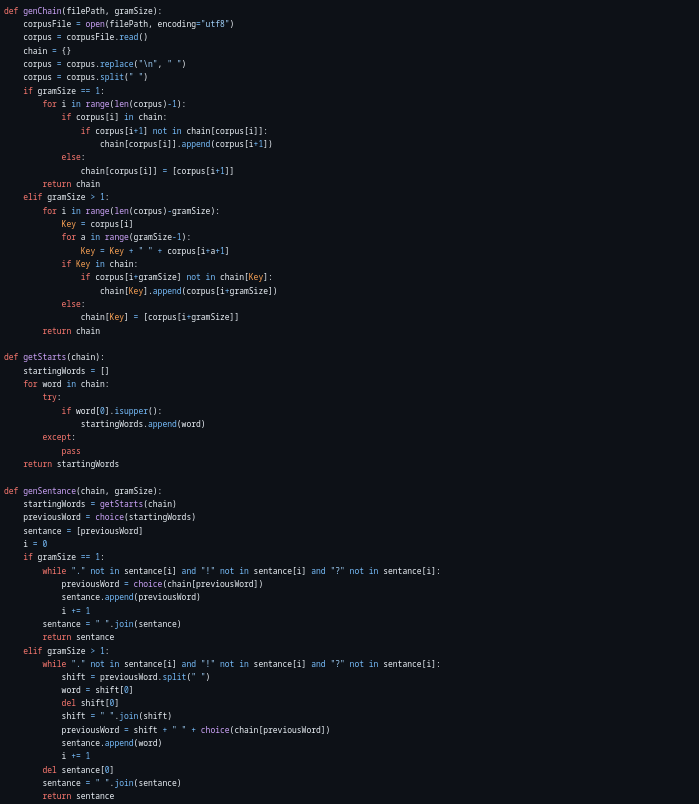 def genChain(filePath, gramSize):
    corpusFile = open(filePath, encoding="utf8")
    corpus = corpusFile.read()
    chain = {}
    corpus = corpus.replace("\n", " ")
    corpus = corpus.split(" ")
    if gramSize == 1:
        for i in range(len(corpus)-1):
            if corpus[i] in chain:
                if corpus[i+1] not in chain[corpus[i]]:
                    chain[corpus[i]].append(corpus[i+1])
            else:
                chain[corpus[i]] = [corpus[i+1]]
        return chain
    elif gramSize > 1:
        for i in range(len(corpus)-gramSize):
            Key = corpus[i]
            for a in range(gramSize-1):
                Key = Key + " " + corpus[i+a+1]
            if Key in chain:
                if corpus[i+gramSize] not in chain[Key]:
                    chain[Key].append(corpus[i+gramSize])
            else:
                chain[Key] = [corpus[i+gramSize]]
        return chain

def getStarts(chain):
    startingWords = []
    for word in chain:
        try:
            if word[0].isupper():
                startingWords.append(word)
        except:
            pass
    return startingWords

def genSentance(chain, gramSize):
    startingWords = getStarts(chain)
    previousWord = choice(startingWords)
    sentance = [previousWord]
    i = 0
    if gramSize == 1:
        while "." not in sentance[i] and "!" not in sentance[i] and "?" not in sentance[i]:
            previousWord = choice(chain[previousWord])
            sentance.append(previousWord)
            i += 1
        sentance = " ".join(sentance)
        return sentance
    elif gramSize > 1:
        while "." not in sentance[i] and "!" not in sentance[i] and "?" not in sentance[i]:
            shift = previousWord.split(" ")
            word = shift[0]
            del shift[0]
            shift = " ".join(shift)
            previousWord = shift + " " + choice(chain[previousWord])
            sentance.append(word)
            i += 1
        del sentance[0]
        sentance = " ".join(sentance)
        return sentance